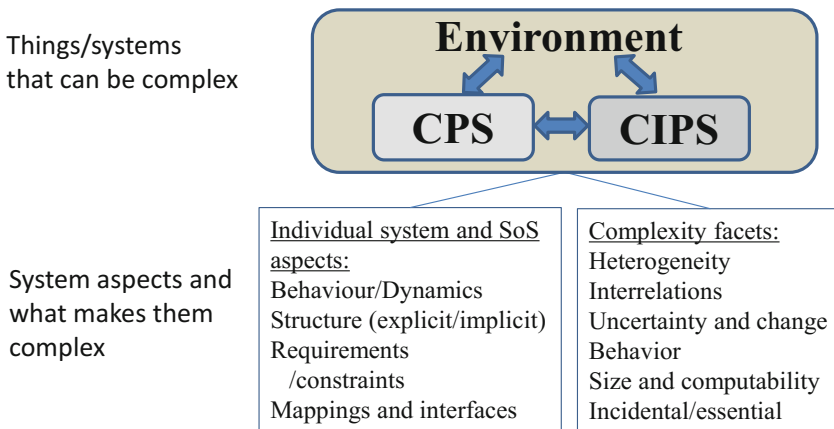 Things/systems
that can be complex
Environment
CPS
CIPS
System aspects and
what makes them
complex
Individual system and SoS
aspects:
Behaviour/Dynamics
Structure (explicit/implicit)
Requirements
/constraints
Mappings and interfaces
Complexity facets:
Heterogeneity
Interrelations
Uncertainty and change
Behavior
Size and computability
Incidental/essential